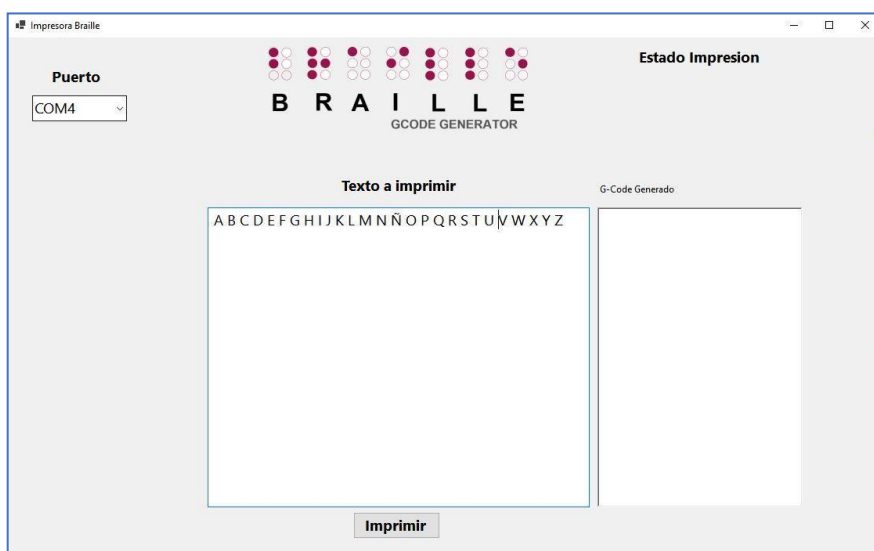 Impresora Braille
Puerto
COM4
B R A I L L E
GCODE GENERATOR
Estado Impresion
Texto a imprimir
G-Code Generado
A B C D E F G H I J K L M N Ñ O P Q R S T U V W X Y Z
Imprimir